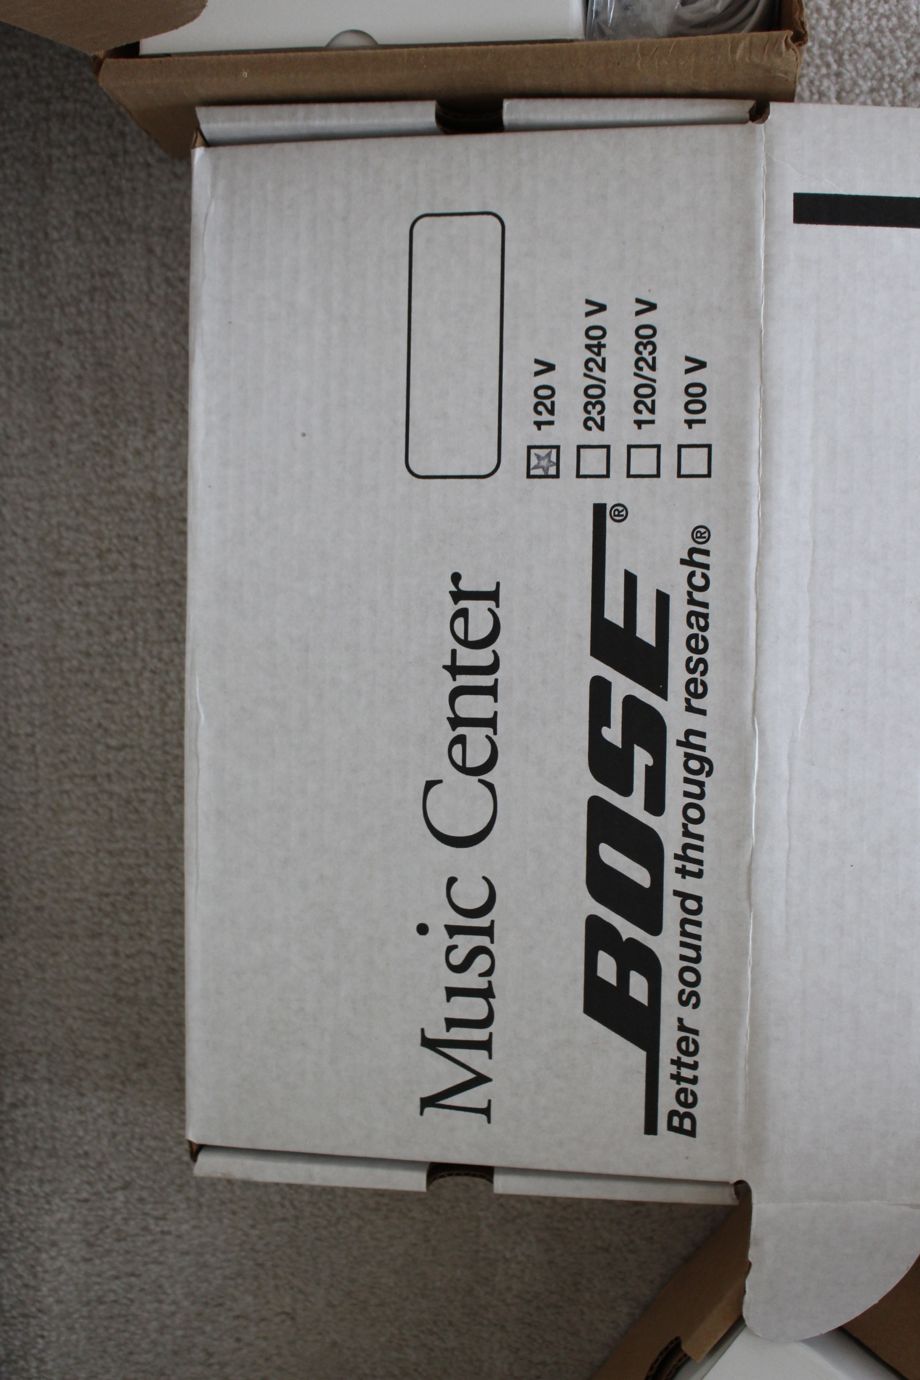 Music Center
120 V
230/240 V
120/230 V
100 V
BOSE®
Better sound through research®